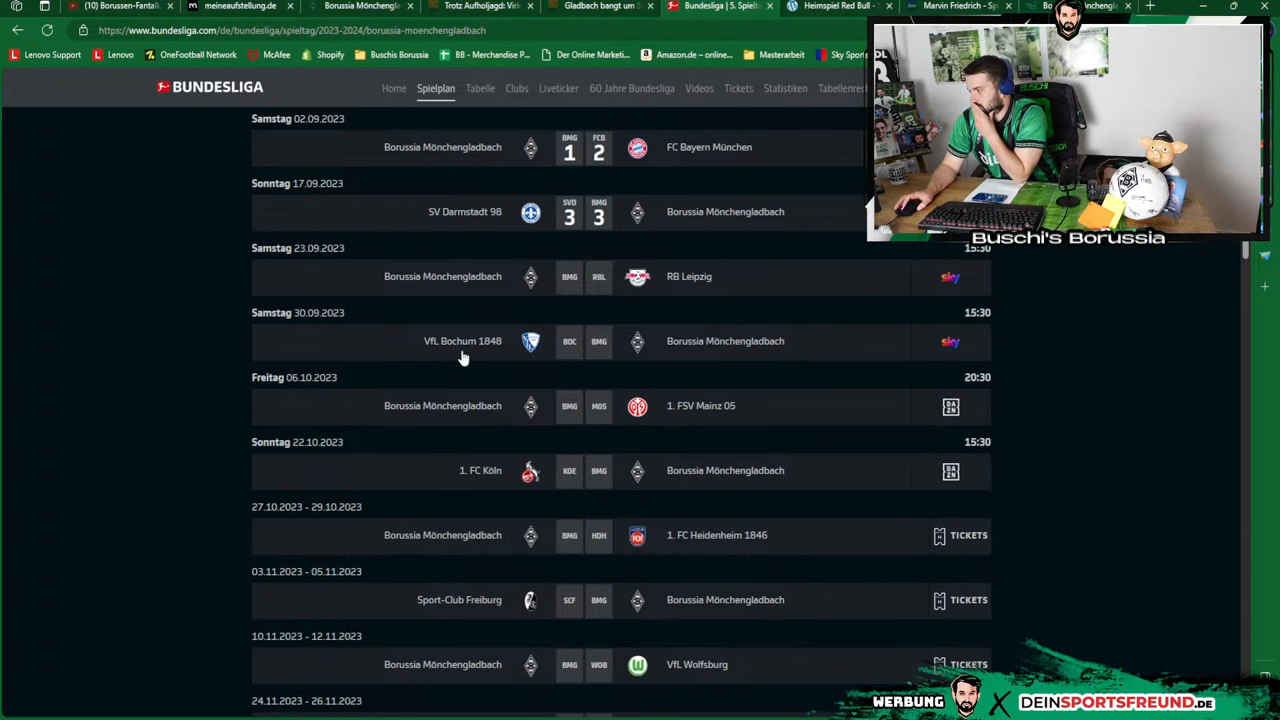 (10) Borussen-Fantal
meineaufstellung.de
Borussia Möncheng
Trotz Aufholjagd: Virk
Gladbach bangt um S
Bundesliga | 5. Spielt
Heimspiel Red Bull -
Marvin Friedrich -
https://www.bundesliga.com/de/bundesliga/spieltag/2023-2024/borussia-moenchengladbach
Lenovo Support
Lenovo
OneFootball Network
McAfee
Shopify
Buschis Borussia
BB - Merchandise P...
Der Online Marketi...
Amazon.de – online...
Masterarbeit
Sky Sport
BUNDESLIGA
Home Spielplan Tabelle Clubs Liveticker 60 Jahre Bundesliga Videos Tickets Statistiken Tabellenrec
Samstag 02.09.2023
Borussia Mönchengladbach BMG 1 FCB 2 FC Bayern München
Sonntag 17.09.2023
SV Darmstadt 98 SVD 3 BMG 3 Borussia Mönchengladbach
Samstag 23.09.2023 15:30
Borussia Mönchengladbach BMG RBL RB Leipzig sky
Samstag 30.09.2023 15:30
VfL Bochum 1848 BOC BMG Borussia Mönchengladbach sky
Freitag 06.10.2023 20:30
Borussia Mönchengladbach BMG M05 1. FSV Mainz 05 DAZN
Sonntag 22.10.2023 15:30
1. FC Köln KOE BMG Borussia Mönchengladbach DAZN
27.10.2023 - 29.10.2023
Borussia Mönchengladbach BMG HDH 1. FC Heidenheim 1846 TICKETS
03.11.2023 - 05.11.2023
Sport-Club Freiburg SCF BMG Borussia Mönchengladbach TICKETS
10.11.2023 - 12.11.2023
Borussia Mönchengladbach BMG WOB VfL Wolfsburg TICKETS
24.11.2023 - 26.11.2023
Buschi's Borussia
WERBUNG X DEINSPORTSFREUND.DE